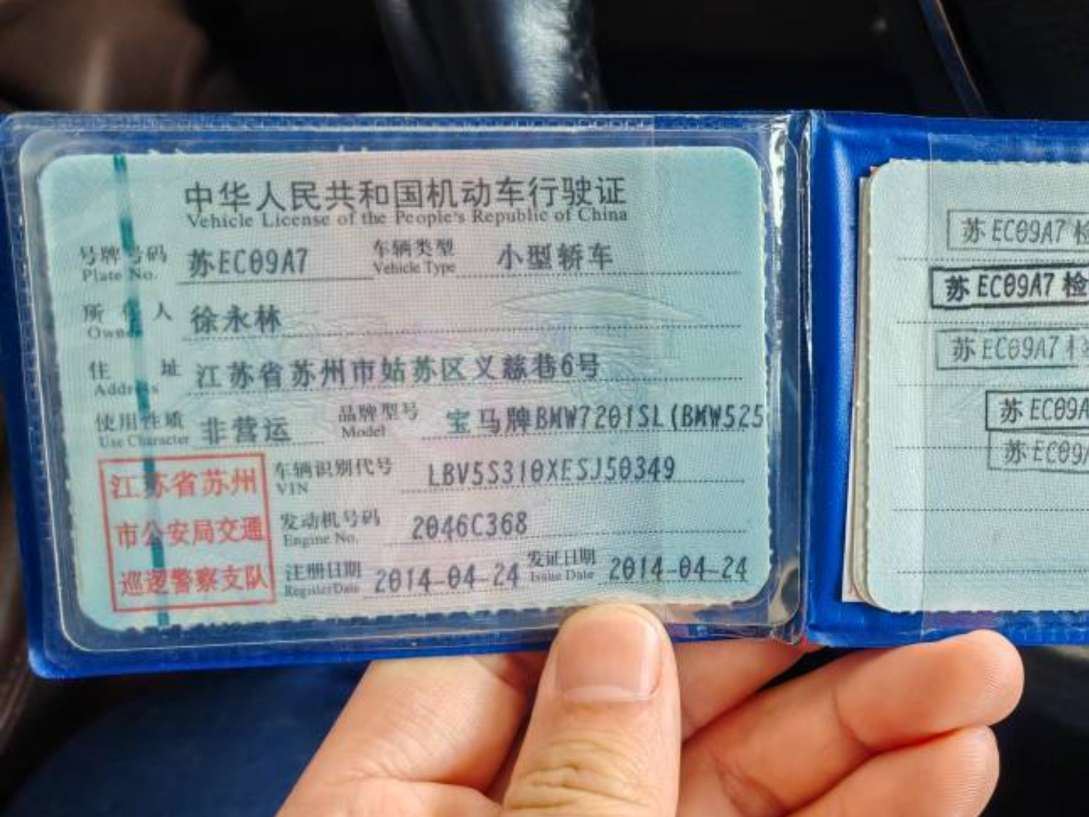 中华人民共和国机动车行驶证
Vehicle License of the People's Republic of China
号牌号码 苏EC09A7 车辆类型 小型轿车
Plate No. Vehicle Type
所有人 徐永林
Owner
住址 江苏省苏州市姑苏区义慈巷6号
Address
使用性质 非营运 品牌型号 宝马牌BMW7201SL(BMW525
Use Character Model
江苏省苏州
市公安局交通
巡逻警察支队
车辆识别代号 LBV5S310XESJ50349
VIN
发动机号码 2046C368
Engine No.
注册日期 2014-04-24 发证日期 2014-04-24
Register Date Issue Date
苏EC09A7
苏EC09A7 检
苏EC09A7
苏EC09A
苏EC09A